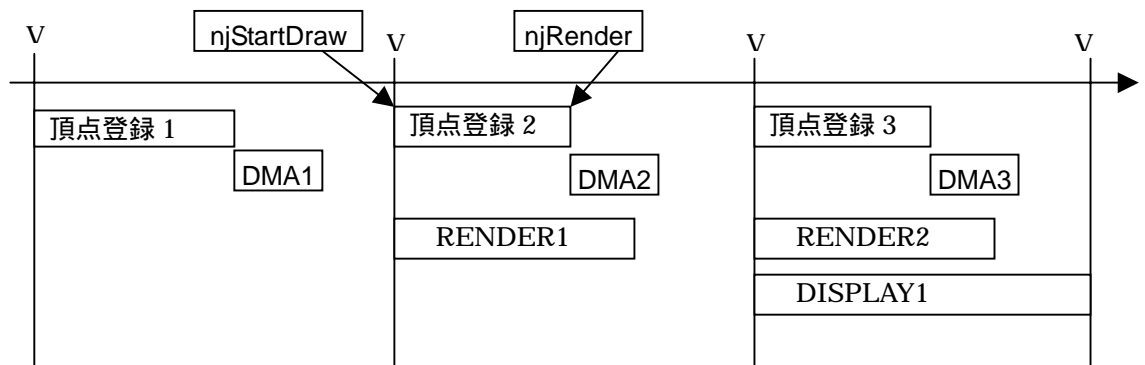 V
njStartDraw
V
njRender
V
V
頂点登録 1
頂点登録 2
頂点登録 3
DMA1
DMA2
DMA3
RENDER1
RENDER2
DISPLAY1